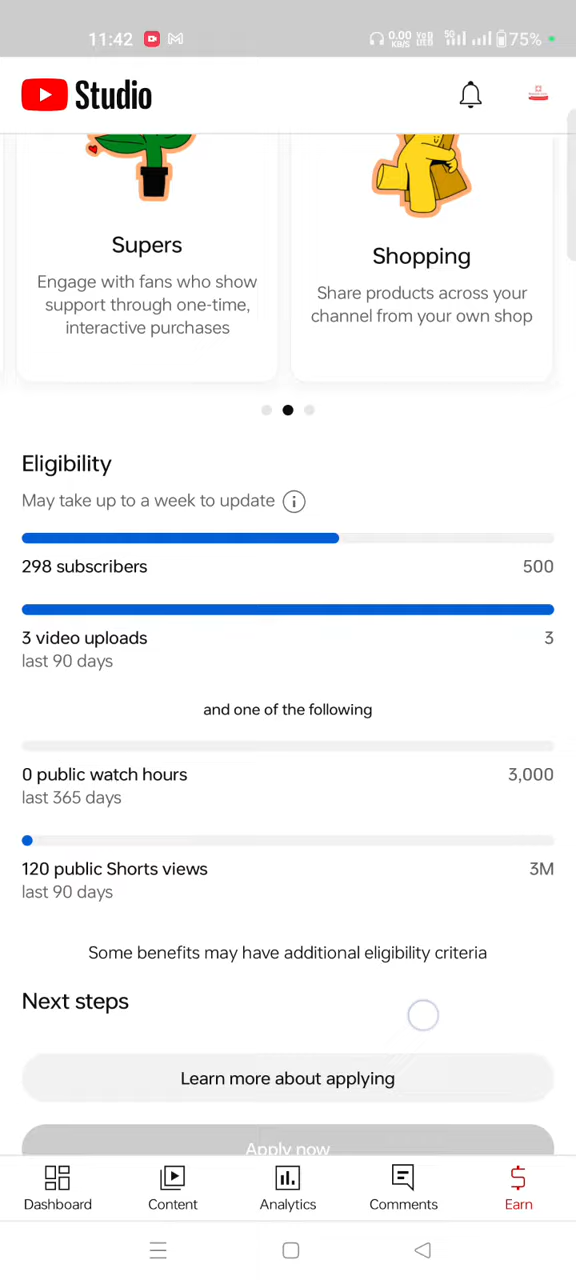 11:42 0.00 KB/S 5G 75%
Studio
Supers
Engage with fans who show
support through one-time,
interactive purchases
Shopping
Share products across your
channel from your own shop
Eligibility
May take up to a week to update
298 subscribers 500
3 video uploads 3
last 90 days
and one of the following
0 public watch hours 3,000
last 365 days
120 public Shorts views 3M
last 90 days
Some benefits may have additional eligibility criteria
Next steps
Learn more about applying
Apply now
Dashboard Content Analytics Comments Earn